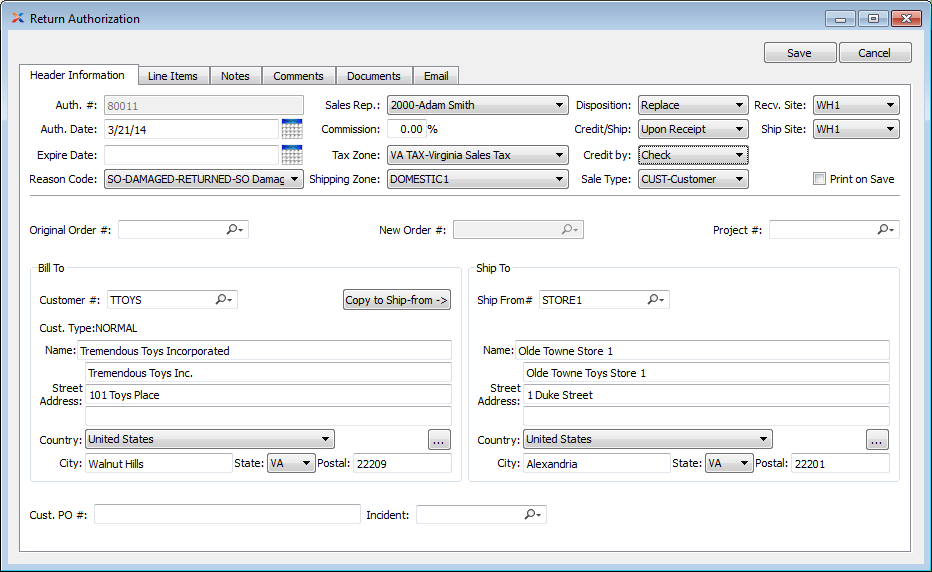 Return Authorization
Save Cancel
Header Information Line Items Notes Comments Documents Email
Auth. #: 80011 Sales Rep.: 2000-Adam Smith Disposition: Replace Recv. Site: WH1
Auth. Date: 3/21/14 Commission: 0.00 % Credit/Ship: Upon Receipt Ship Site: WH1
Expire Date: Tax Zone: VA TAX-Virginia Sales Tax Credit by: Check
Reason Code: SO-DAMAGED-RETURNED-SO Damag Shipping Zone: DOMESTIC1 Sale Type: CUST-Customer Print on Save
Original Order #: New Order #: Project #:
Bill To Ship To
Customer #: TTOYS Copy to Ship-from -> Ship From# STORE1
Cust. Type:NORMAL
Name: Tremendous Toys Incorporated Name: Olde Towne Store 1
Tremendous Toys Inc. Olde Towne Toys Store 1
Street Address: 101 Toys Place Street Address: 1 Duke Street
Country: United States ... Country: United States ...
City: Walnut Hills State: VA Postal: 22209 City: Alexandria State: VA Postal: 22201
Cust. PO #: Incident: